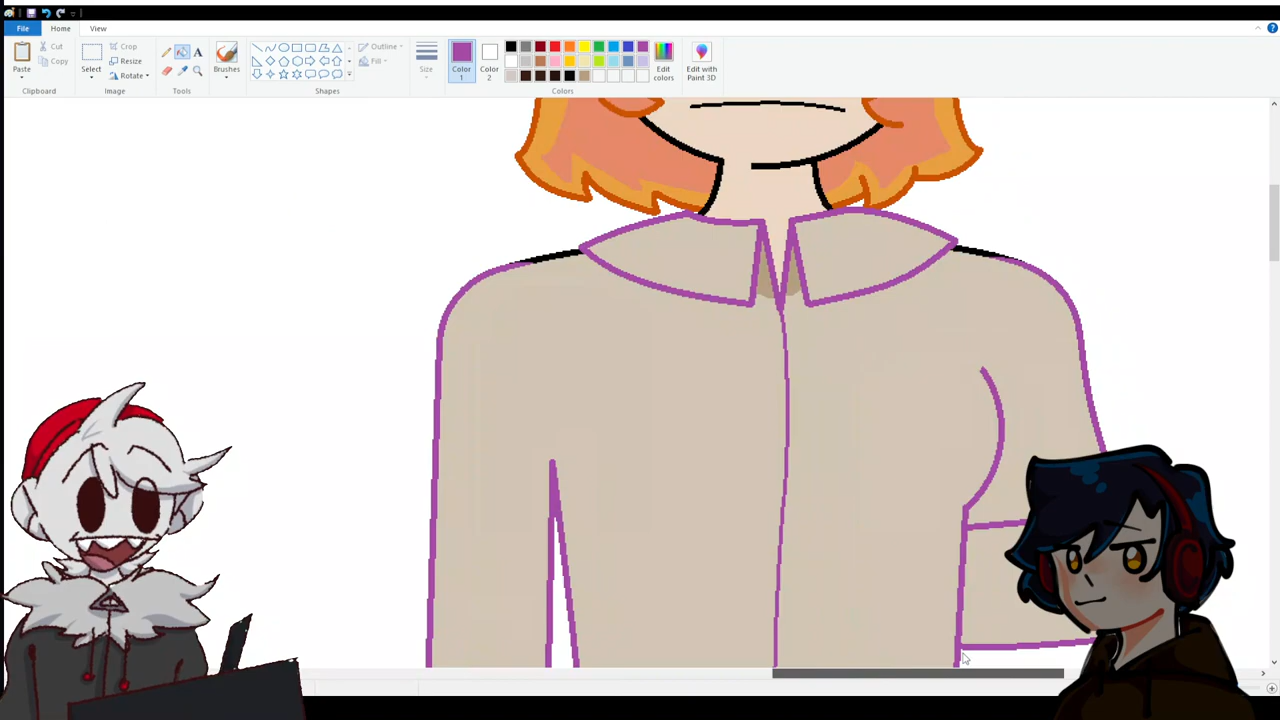 File Home View
Paste
Cut
Copy
Clipboard
Select
Crop
Resize
Rotate
Image
A
Tools
Brushes
Outline
Fill
Shapes
Size
Color 1
Color 2
Edit colors
Colors
Edit with Paint 3D